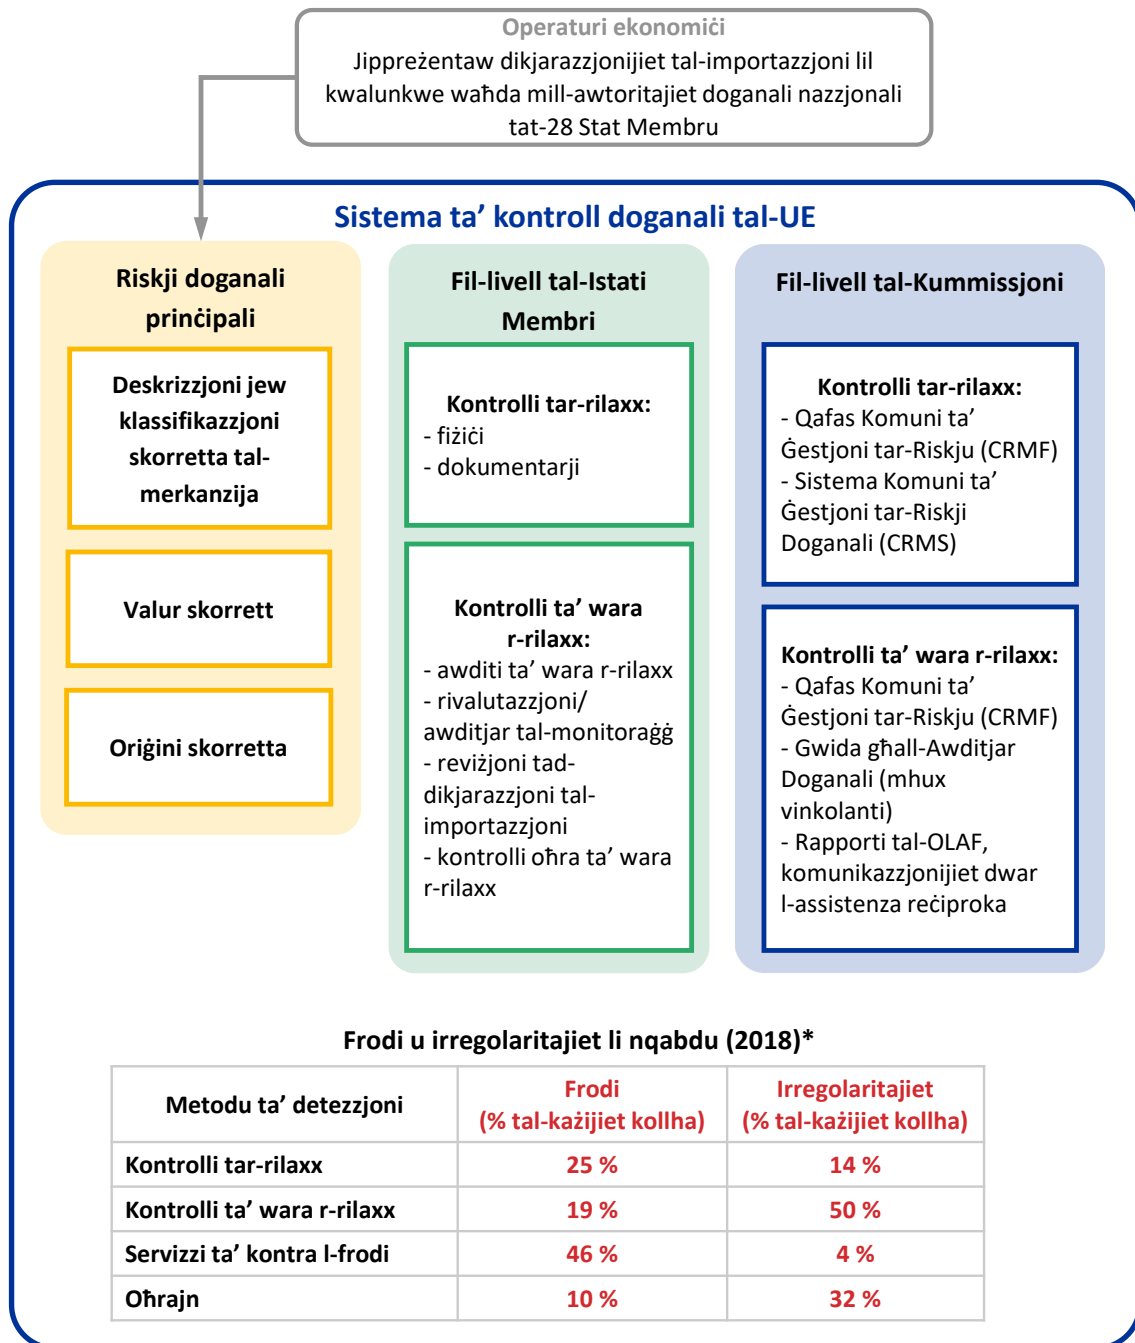 Operaturi ekonomiċi
Jippreżentaw dikjarazzjonijiet tal-importazzjoni lil
kwalunkwe waħda mill-awtoritajiet doganali nazzjonali
tat-28 Stat Membru
Sistema ta’ kontroll doganali tal-UE
Riskji doganali
prinċipali
Deskrizzjoni jew
klassifikazzjoni
skorretta tal-
merkanzija
Valur skorrett
Oriġini skorretta
Fil-livell tal-Istati
Membri
Kontrolli tar-rilaxx:
- fiżiċi
- dokumentarji
Kontrolli ta’ wara
r-rilaxx:
- awditi ta’ wara r-rilaxx
- rivalutazzjoni/
awditjar tal-monitoraġġ
- reviżjoni tad-
dikjarazzjoni tal-
importazzjoni
- kontrolli oħra ta’ wara
r-rilaxx
Fil-livell tal-Kummissjoni
Kontrolli tar-rilaxx:
- Qafas Komuni ta’
Ġestjoni tar-Riskju (CRMF)
- Sistema Komuni ta’
Ġestjoni tar-Riskji
Doganali (CRMS)
Kontrolli ta’ wara r-rilaxx:
- Qafas Komuni ta’
Ġestjoni tar-Riskju (CRMF)
- Gwida għall-Awditjar
Doganali (mhux
vinkolanti)
- Rapporti tal-OLAF,
komunikazzjonijiet dwar
l-assistenza reċiproka
Frodi u irregolaritajiet li nqabdu (2018)*
Metodu ta’ detezzjoni
Frodi
(% tal-każijiet kollha)
Irregolaritajiet
(% tal-każijiet kollha)
Kontrolli tar-rilaxx 25 % 14 %
Kontrolli ta’ wara r-rilaxx 19 % 50 %
Servizzi ta’ kontra l-frodi 46 % 4 %
Oħrajn 10 % 32 %